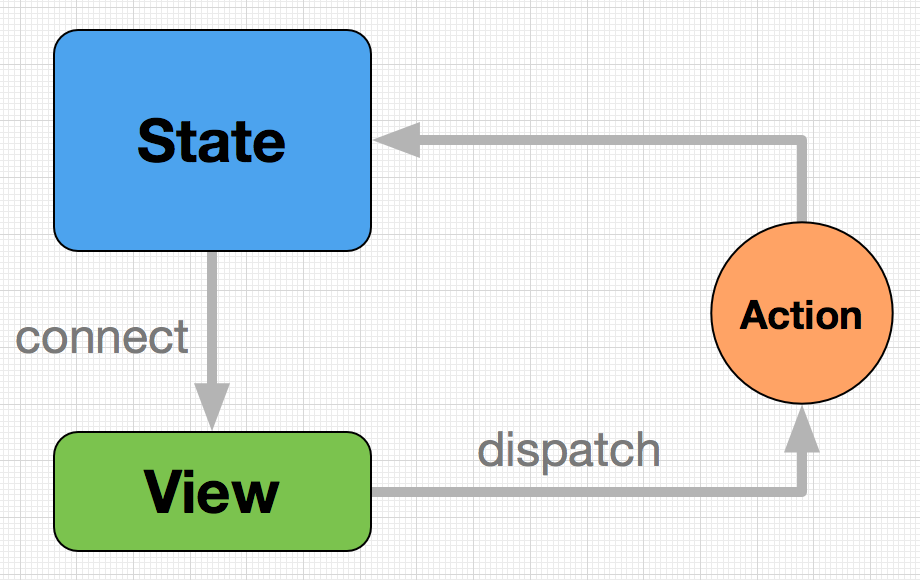 State
Action
connect
dispatch
View